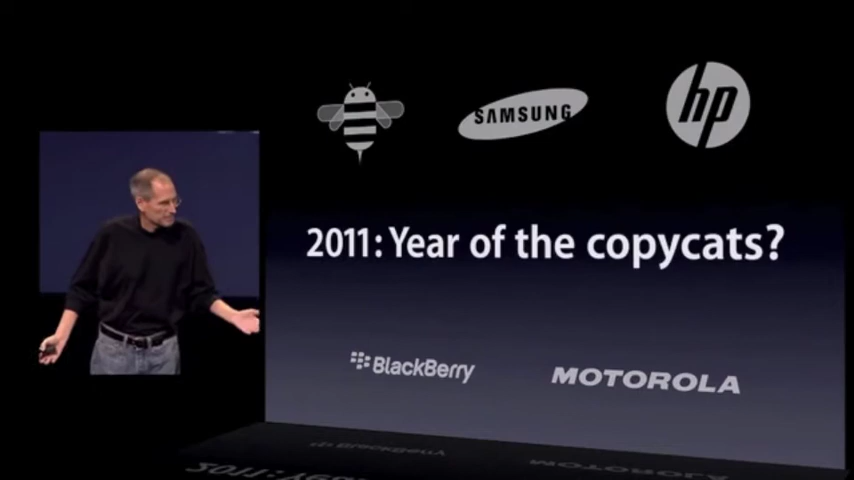 SAMSUNG
hp
2011: Year of the copycats?
BlackBerry
MOTOROLA